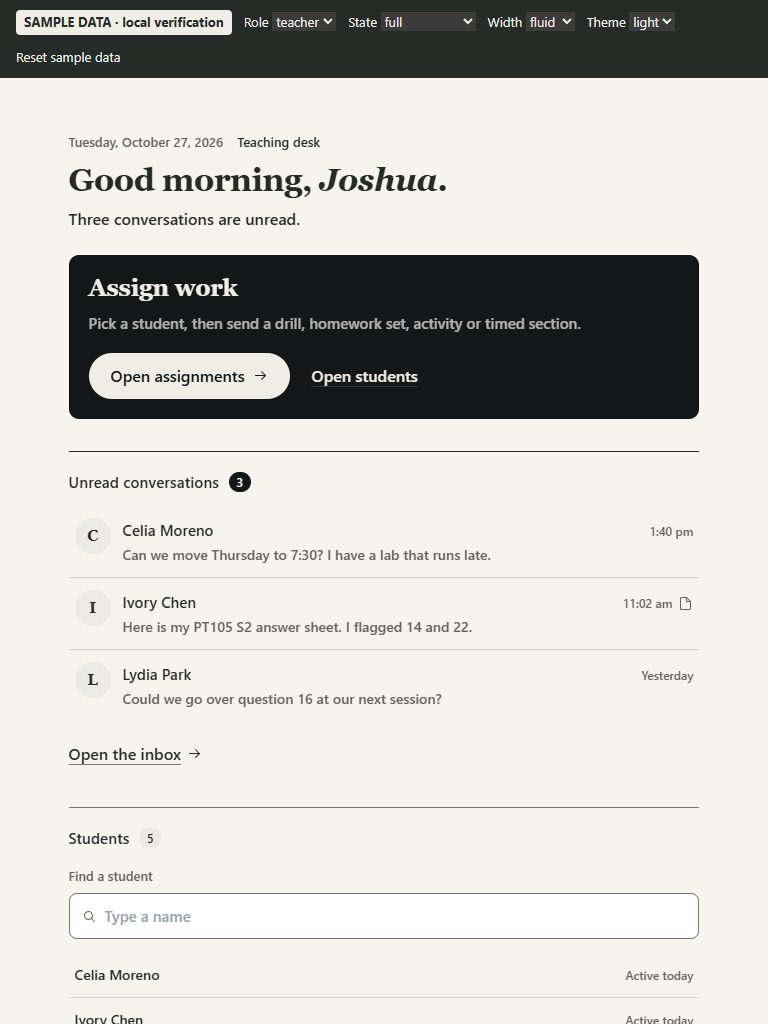 SAMPLE DATA · local verification Role teacher State full Width fluid Theme light
Reset sample data
Tuesday, October 27, 2026 Teaching desk
Good morning, Joshua.
Three conversations are unread.
Assign work
Pick a student, then send a drill, homework set, activity or timed section.
Open assignments → Open students
Unread conversations 3
C Celia Moreno 1:40 pm
Can we move Thursday to 7:30? I have a lab that runs late.
I Ivory Chen 11:02 am
Here is my PT105 S2 answer sheet. I flagged 14 and 22.
L Lydia Park Yesterday
Could we go over question 16 at our next session?
Open the inbox →
Students 5
Find a student
Type a name
Celia Moreno Active today
Ivory Chen Active today